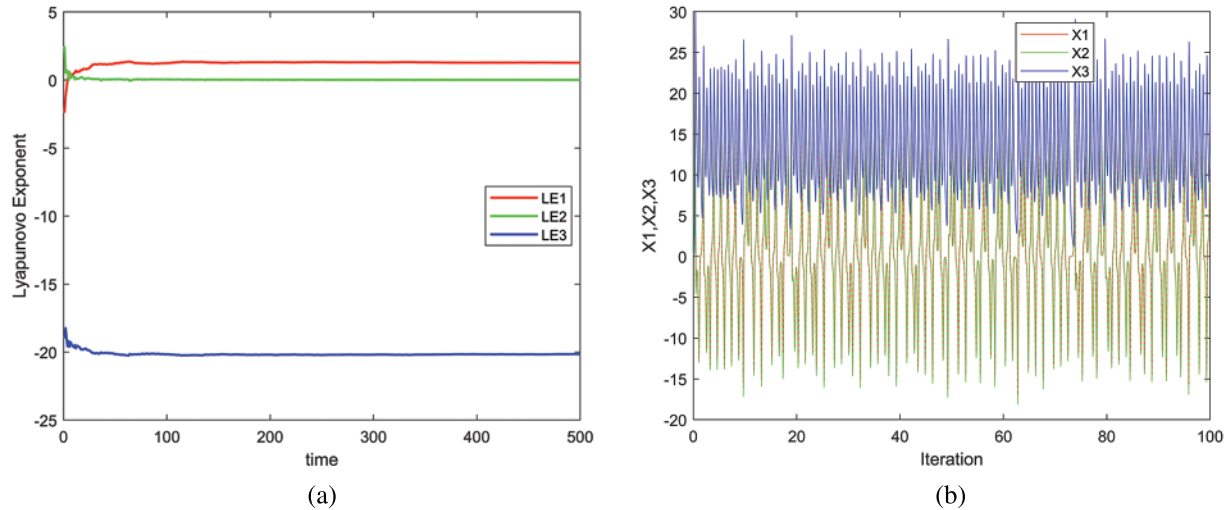 5
0
-5
-10
-15
-20
-25
Lyapunovo Exponent
LE1
LE2
LE3
0 100 200 300 400 500
time
(a)
30
25
20
15
10
5
0
-5
-10
-15
-20
X1,X2,X3
X1
X2
X3
0 20 40 60 80 100
Iteration
(b)